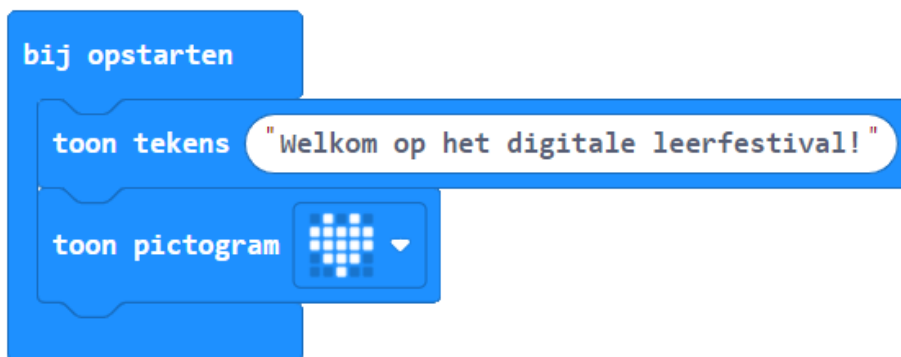 bij opstarten
toon tekens "Welkom op het digitale leerfestival!"
toon pictogram